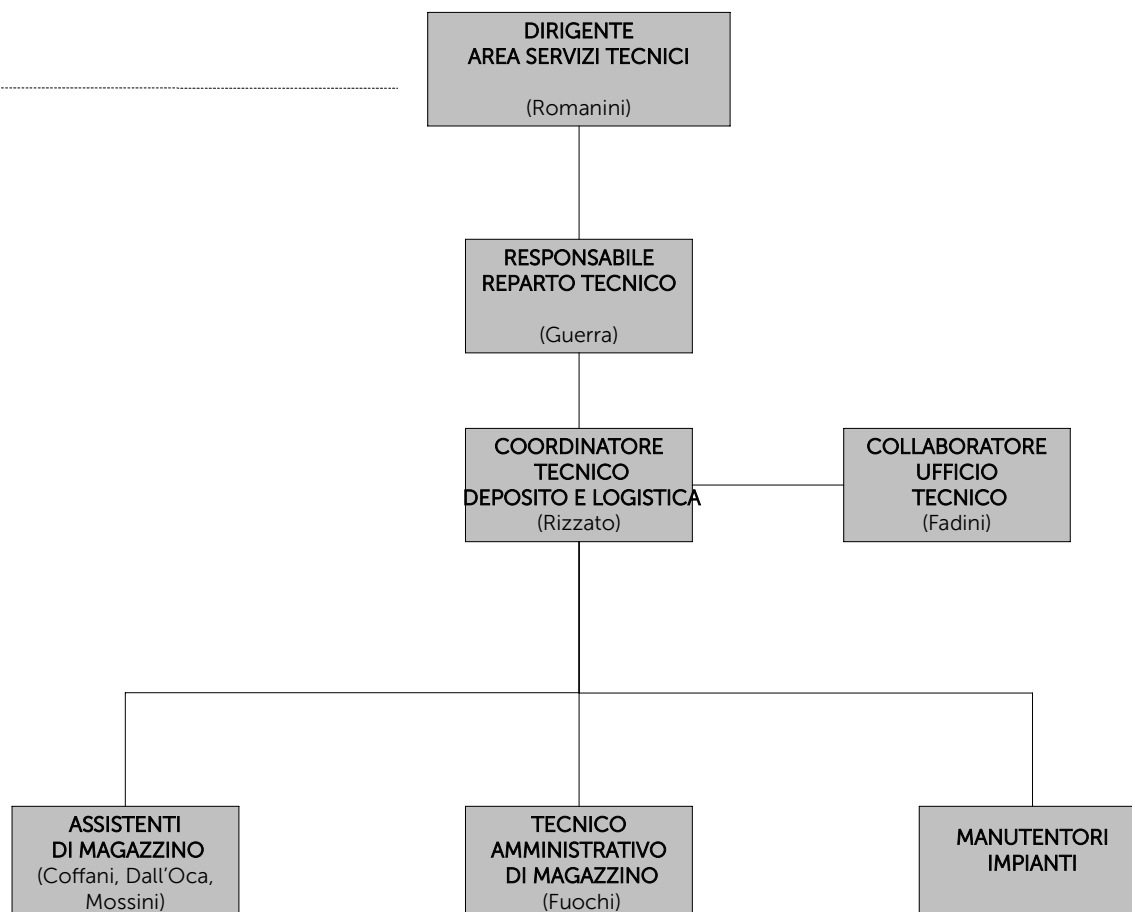 DIRIGENTE
AREA SERVIZI TECNICI
(Romanini)
RESPONSABILE
REPARTO TECNICO
(Guerra)
COORDINATORE
TECNICO
DEPOSITO E LOGISTICA
(Rizzato)
COLLABORATORE
UFFICIO
TECNICO
(Fadini)
ASSISTENTI
DI MAGAZZINO
(Coffani, Dall'Oca,
Mossini)
TECNICO
AMMINISTRATIVO
DI MAGAZZINO
(Fuochi)
MANUTENTORI
IMPIANTI